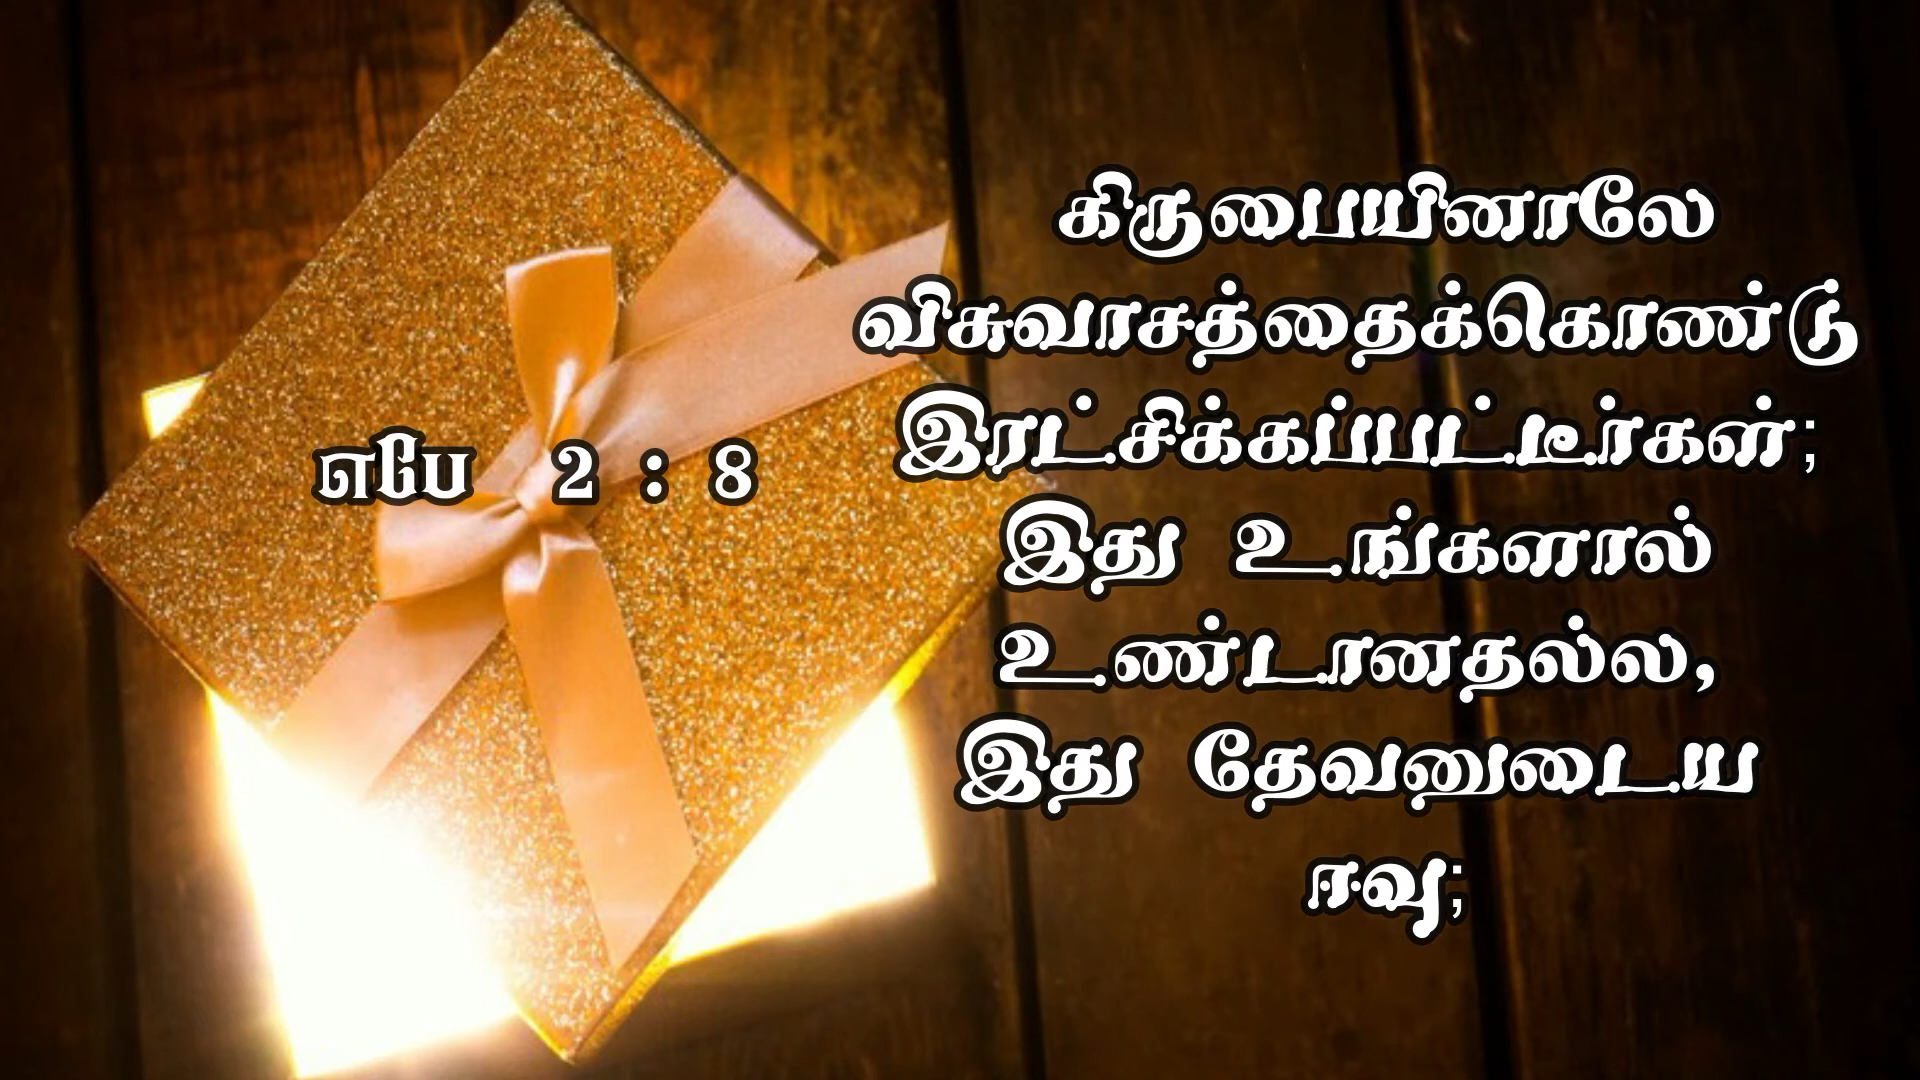 எபே 2 : 8
கிருபையினாலே
விசுவாசத்தைக்கொண்டு
இரட்சிக்கப்பட்டீர்கள்;
இது உங்களால்
உண்டானதல்ல,
இது தேவனுடைய
ஈவு;